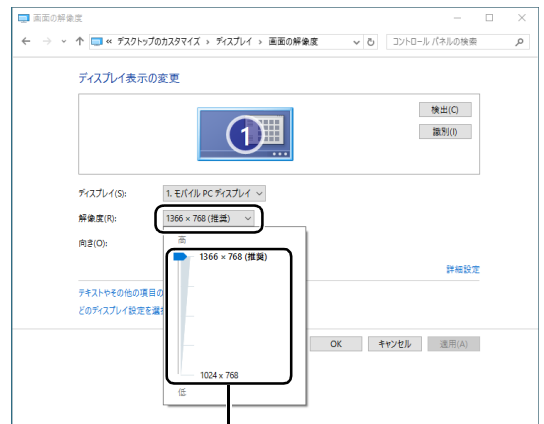 画面の解像度
« デスクトップのカスタマイズ › ディスプレイ › 画面の解像度
コントロール パネルの検索
ディスプレイ表示の変更
検出(C)
識別(I)
1
ディスプレイ(S): 1. モバイル PC ディスプレイ
解像度(R): 1366 × 768 (推奨)
向き(O):
高
1366 × 768 (推奨)
詳細設定
テキストやその他の項目の
どのディスプレイ設定を選
OK キャンセル 適用(A)
1024 x 768
低